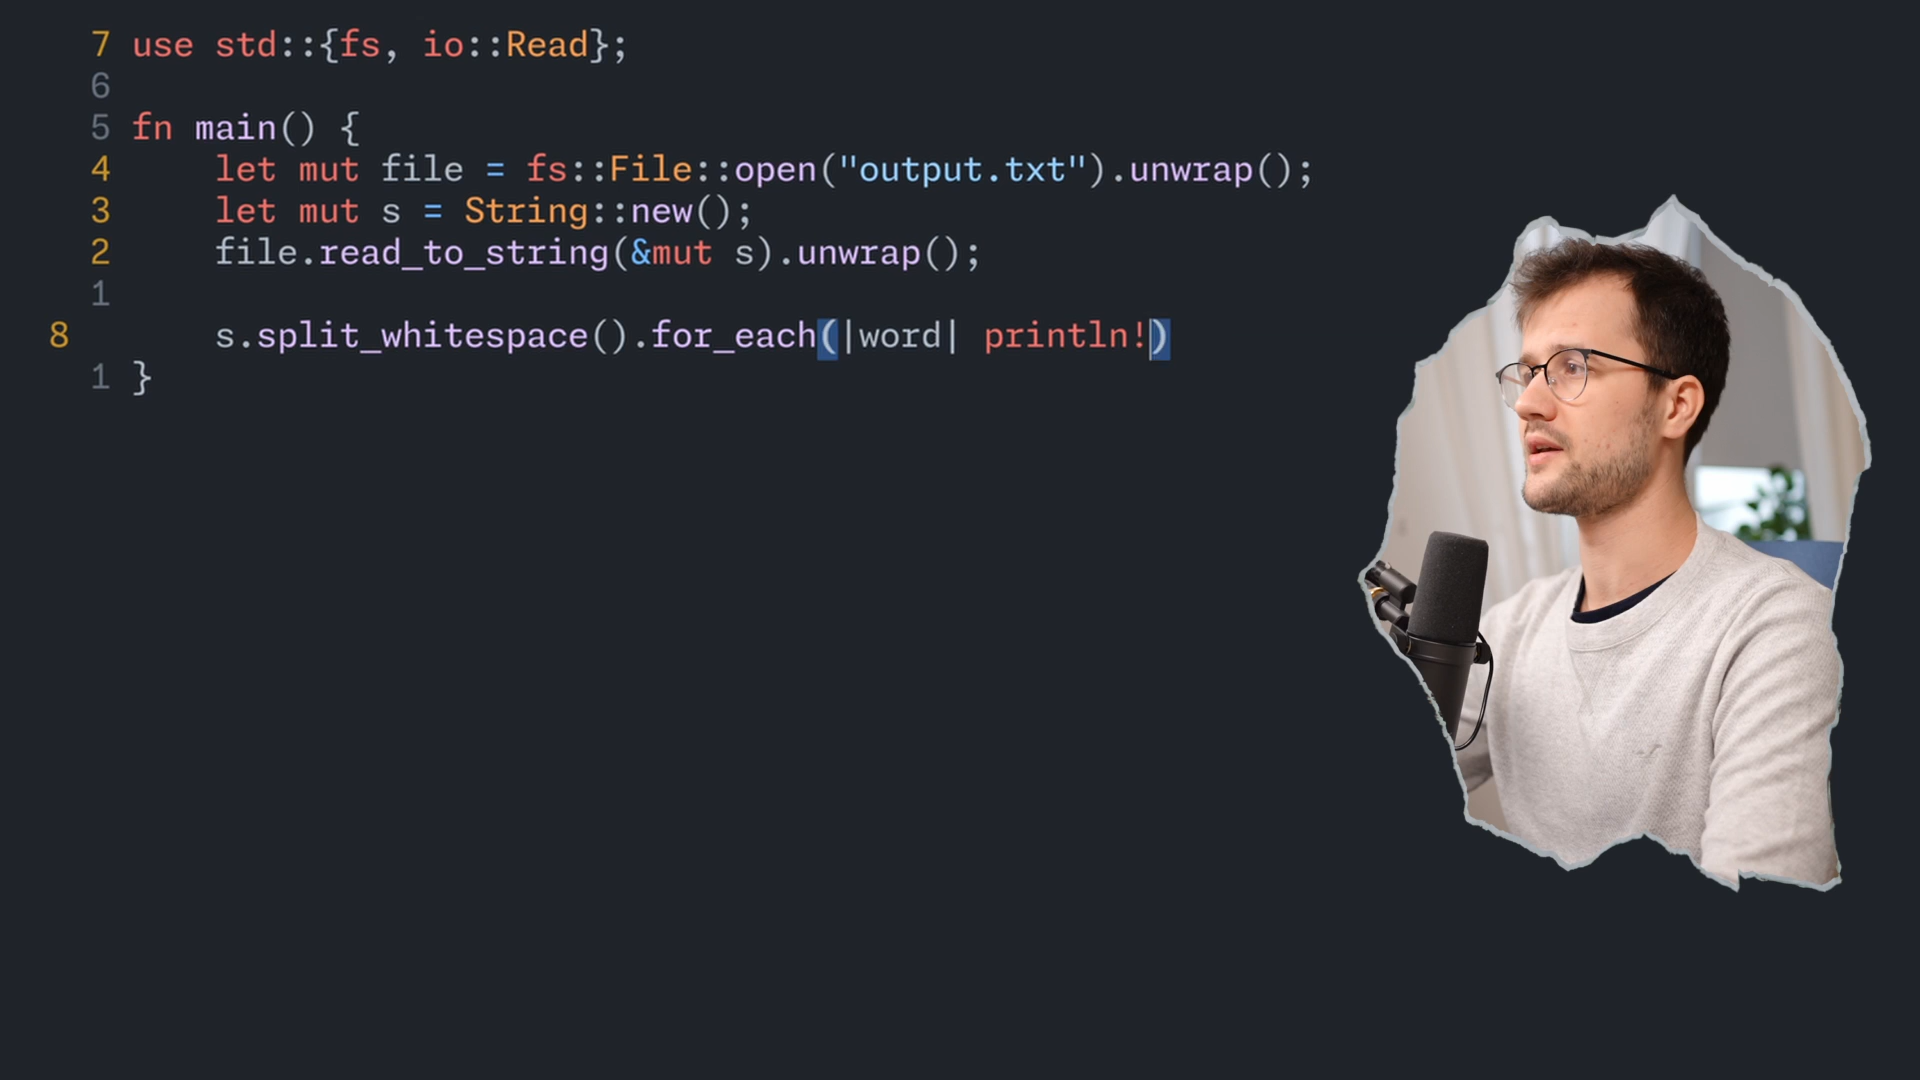 7 use std::{fs, io::Read};
6
5 fn main() {
4     let mut file = fs::File::open("output.txt").unwrap();
3     let mut s = String::new();
2     file.read_to_string(&mut s).unwrap();
1
8     s.split_whitespace().for_each(|word| println!)
1 }